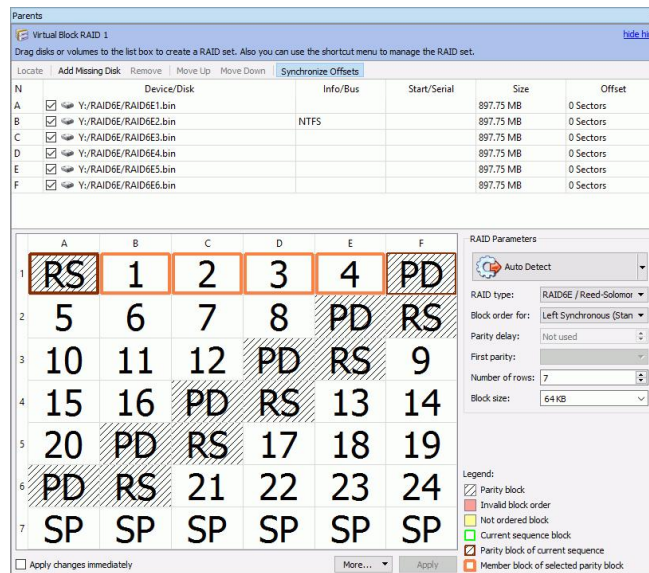 Parents
Virtual Block RAID 1 hide hi
Drag disks or volumes to the list box to create a RAID set. Also you can use the shortcut menu to manage the RAID set.
Locate Add Missing Disk Remove Move Up Move Down Synchronize Offsets
N Device/Disk Info/Bus Start/Serial Size Offset
A Y:/RAID6E/RAID6E1.bin 897.75 MB 0 Sectors
B Y:/RAID6E/RAID6E2.bin NTFS 897.75 MB 0 Sectors
C Y:/RAID6E/RAID6E3.bin 897.75 MB 0 Sectors
D Y:/RAID6E/RAID6E4.bin 897.75 MB 0 Sectors
E Y:/RAID6E/RAID6E5.bin 897.75 MB 0 Sectors
F Y:/RAID6E/RAID6E6.bin 897.75 MB 0 Sectors
A B C D E F
1 RS 1 2 3 4 PD
2 5 6 7 8 PD RS
3 10 11 12 PD RS 9
4 15 16 PD RS 13 14
5 20 PD RS 17 18 19
6 PD RS 21 22 23 24
7 SP SP SP SP SP SP
Apply changes immediately More... Apply
RAID Parameters
Auto Detect
RAID type: RAID6E / Reed-Solomor
Block order for: Left Synchronous (Stan
Parity delay: Not used
First parity:
Number of rows: 7
Block size: 64 KB
Legend:
Parity block
Invalid block order
Not ordered block
Current sequence block
Parity block of current sequence
Member block of selected parity block